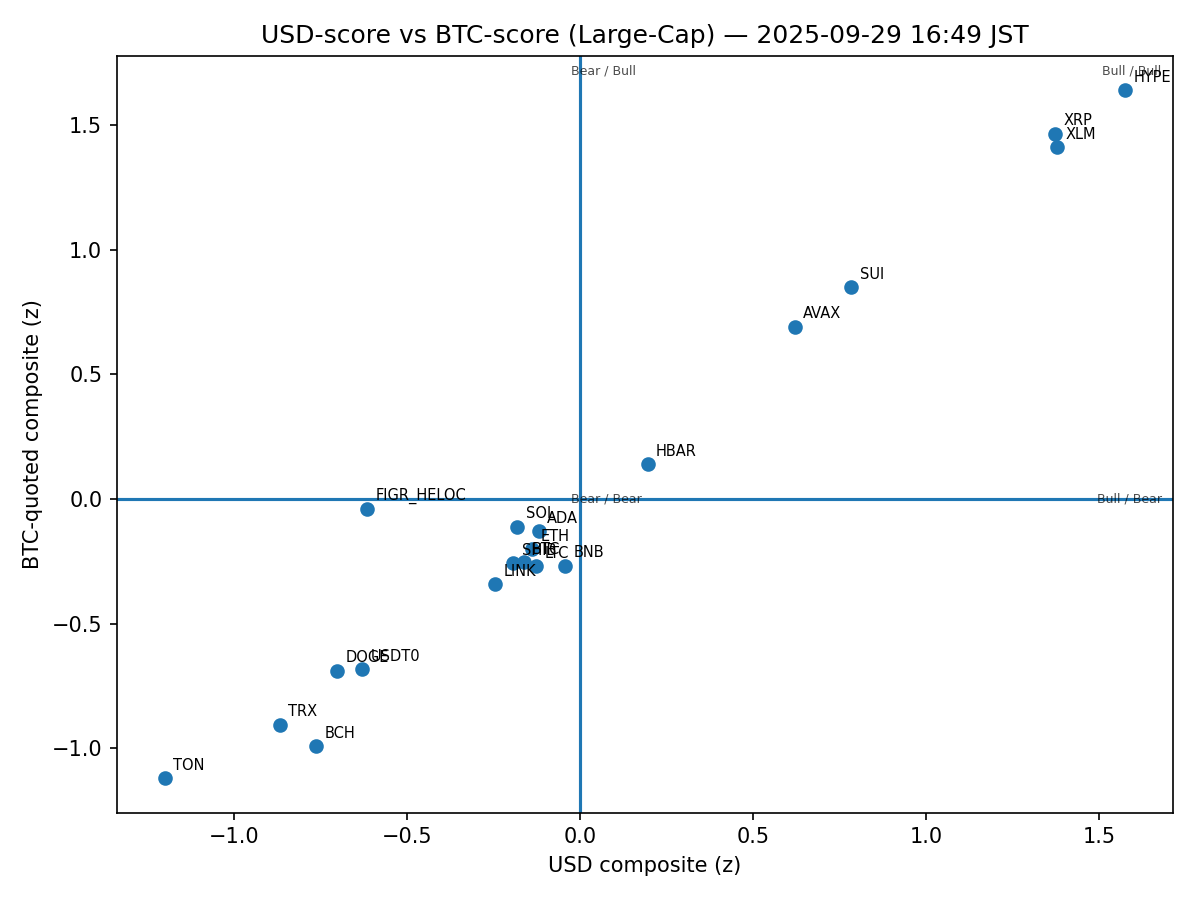 USD-score vs BTC-score (Large-Cap) — 2025-09-29 16:49 JST
Bear / Bull
Bull / Bull
HYPE
XRP
XLM
SUI
AVAX
HBAR
FIGR_HELOC
Bear / Bear
Bull / Bear
SOL
ADA
ETH
SHIB
BTC
LTC
BNB
LINK
DOGE
USDT0
TRX
BCH
TON
1.5
1.0
0.5
0.0
−0.5
−1.0
−1.0
−0.5
0.0
0.5
1.0
1.5
USD composite (z)
BTC-quoted composite (z)